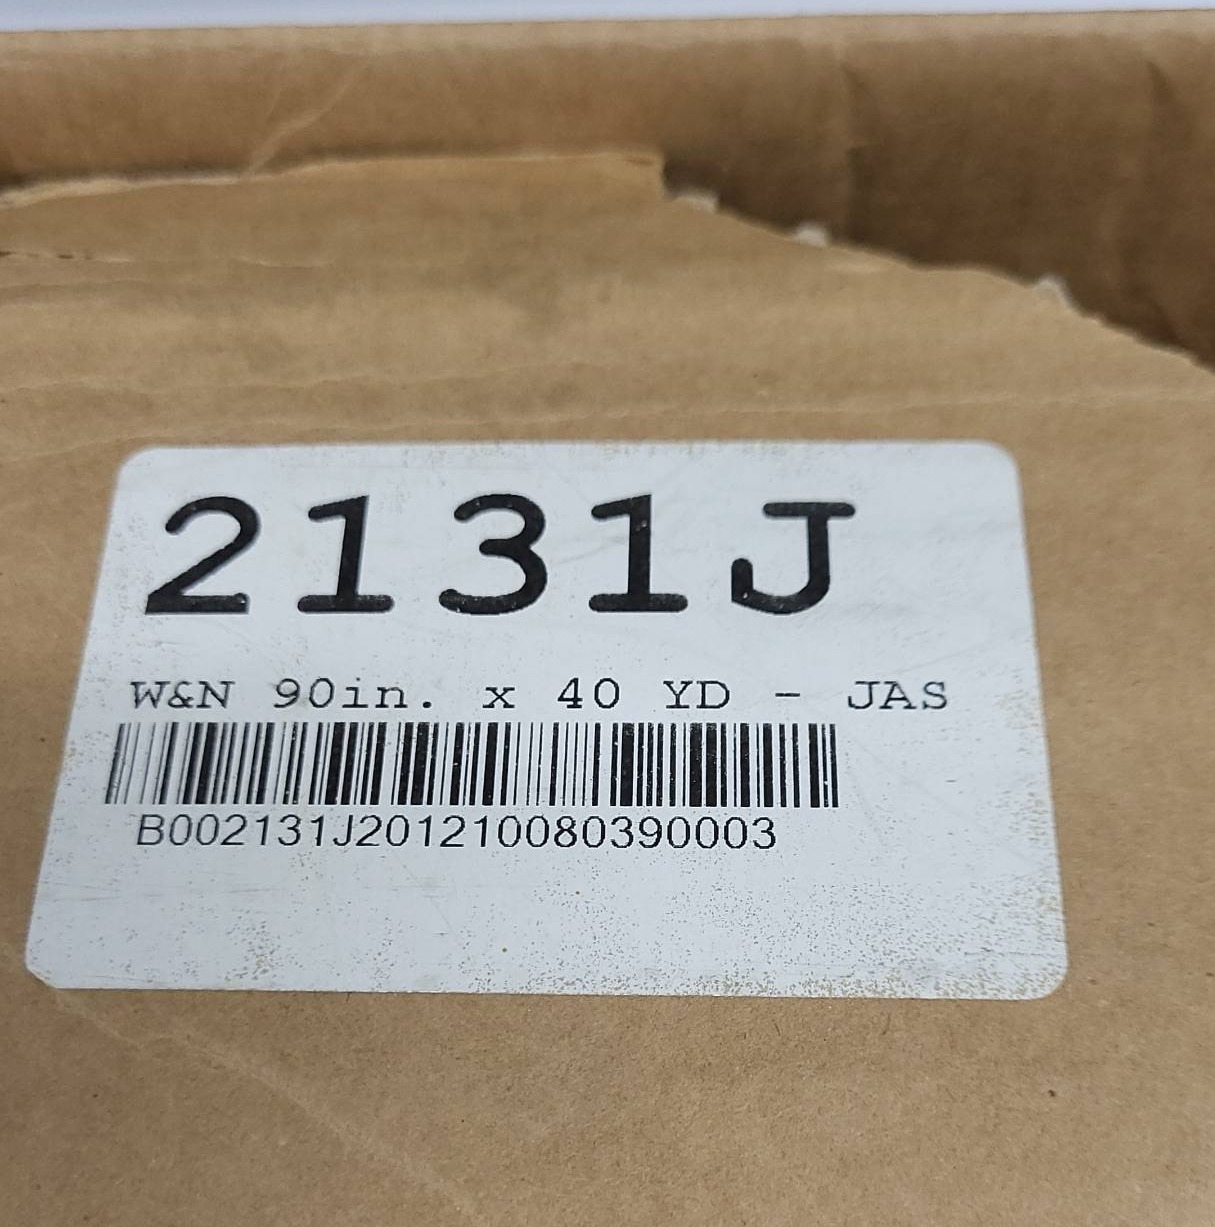 2131J
W&N 90in. x 40 YD - JAS
B002131J201210080390003